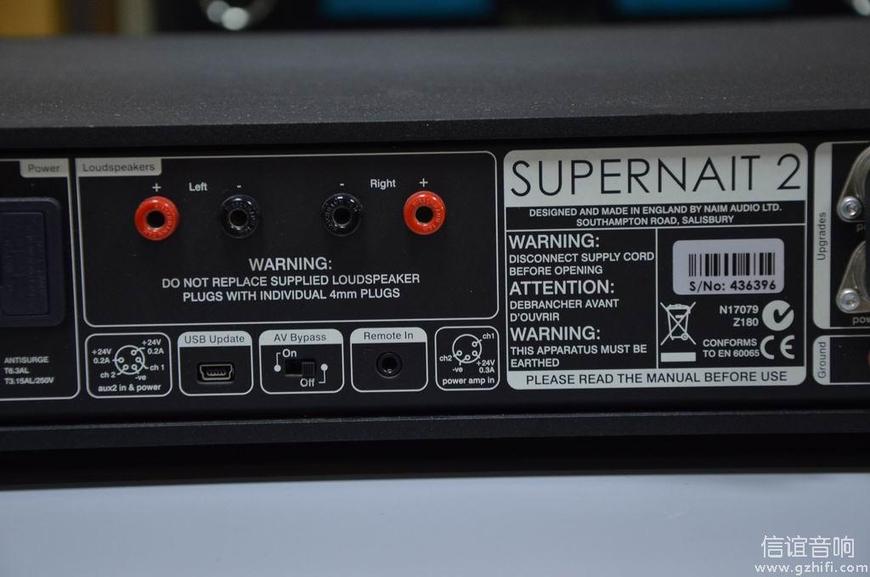 Power
ANTISURGE
T6.3AL
T3.15AL/250V
Loudspeakers
+ Left - - Right +
WARNING:
DO NOT REPLACE SUPPLIED LOUDSPEAKER
PLUGS WITH INDIVIDUAL 4mm PLUGS
+24V 0.2A
+24V 0.2A
ch 2 ch 1
-ve
aux2 in & power
USB Update
AV Bypass
On
Off
Remote In
ch1
ch2 +24V
-ve 0.3A
power amp in
SUPERNAIT 2
DESIGNED AND MADE IN ENGLAND BY NAIM AUDIO LTD.
SOUTHAMPTON ROAD, SALISBURY
WARNING:
DISCONNECT SUPPLY CORD
BEFORE OPENING
ATTENTION:
DEBRANCHER AVANT
D'OUVRIR
WARNING:
THIS APPARATUS MUST BE
EARTHED
S/No: 436396
N17079
Z180
CONFORMS
TO EN 60065
CE
PLEASE READ THE MANUAL BEFORE USE
Upgrades
Ground
信谊音响
www.gzhifi.com